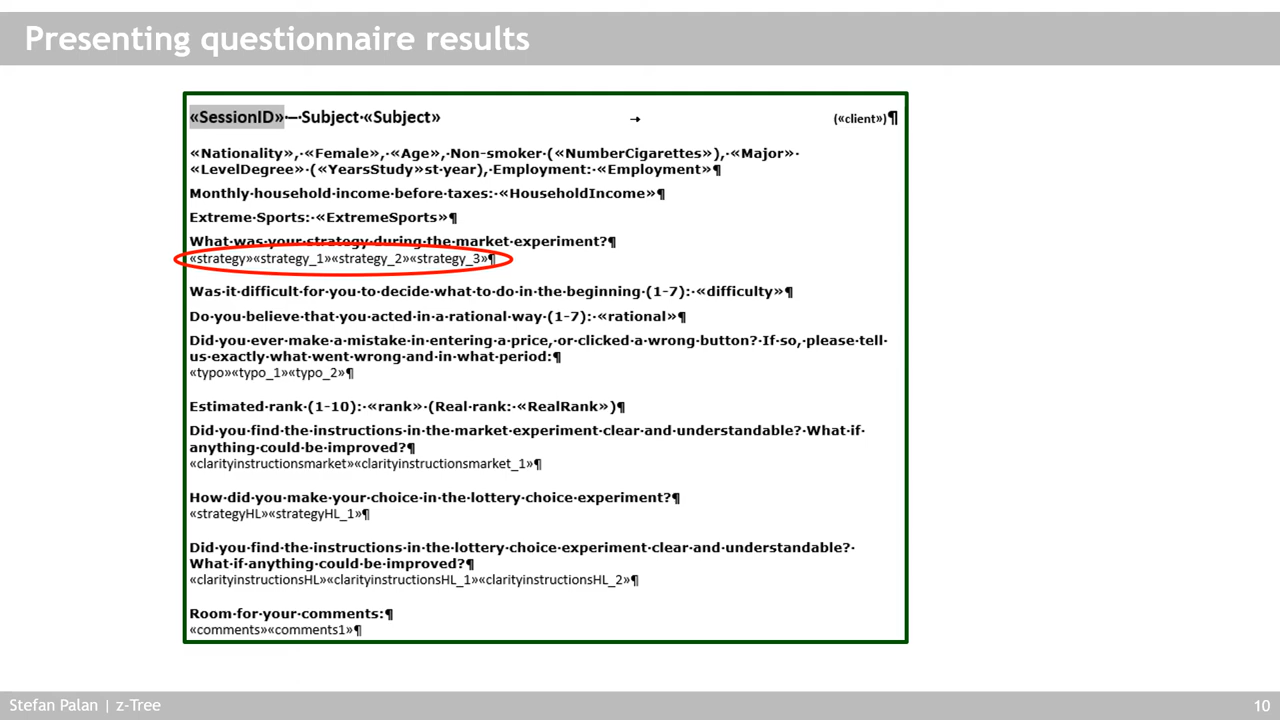 Presenting questionnaire results
«SessionID»·–·Subject·«Subject» → («client»)¶
«Nationality»,·«Female»,·«Age»,·Non-smoker·(«NumberCigarettes»),·«Major»·
«LevelDegree»·(«YearsStudy»st·year),·Employment:·«Employment»¶
Monthly·household·income·before·taxes:·«HouseholdIncome»¶
Extreme·Sports:·«ExtremeSports»¶
What·was·your·strategy·during·the·market·experiment?¶
«strategy»«strategy_1»«strategy_2»«strategy_3»¶
Was·it·difficult·for·you·to·decide·what·to·do·in·the·beginning·(1-7):·«difficulty»¶
Do·you·believe·that·you·acted·in·a·rational·way·(1-7):·«rational»¶
Did·you·ever·make·a·mistake·in·entering·a·price,·or·clicked·a·wrong·button?·If·so,·please·tell·
us·exactly·what·went·wrong·and·in·what·period:¶
«typo»«typo_1»«typo_2»¶
Estimated·rank·(1-10):·«rank»·(Real·rank:·«RealRank»)¶
Did·you·find·the·instructions·in·the·market·experiment·clear·and·understandable?·What·if·
anything·could·be·improved?¶
«clarityinstructionsmarket»«clarityinstructionsmarket_1»¶
How·did·you·make·your·choice·in·the·lottery·choice·experiment?¶
«strategyHL»«strategyHL_1»¶
Did·you·find·the·instructions·in·the·lottery·choice·experiment·clear·and·understandable?·
What·if·anything·could·be·improved?¶
«clarityinstructionsHL»«clarityinstructionsHL_1»«clarityinstructionsHL_2»¶
Room·for·your·comments:¶
«comments»«comments1»¶
Stefan Palan | z-Tree 10